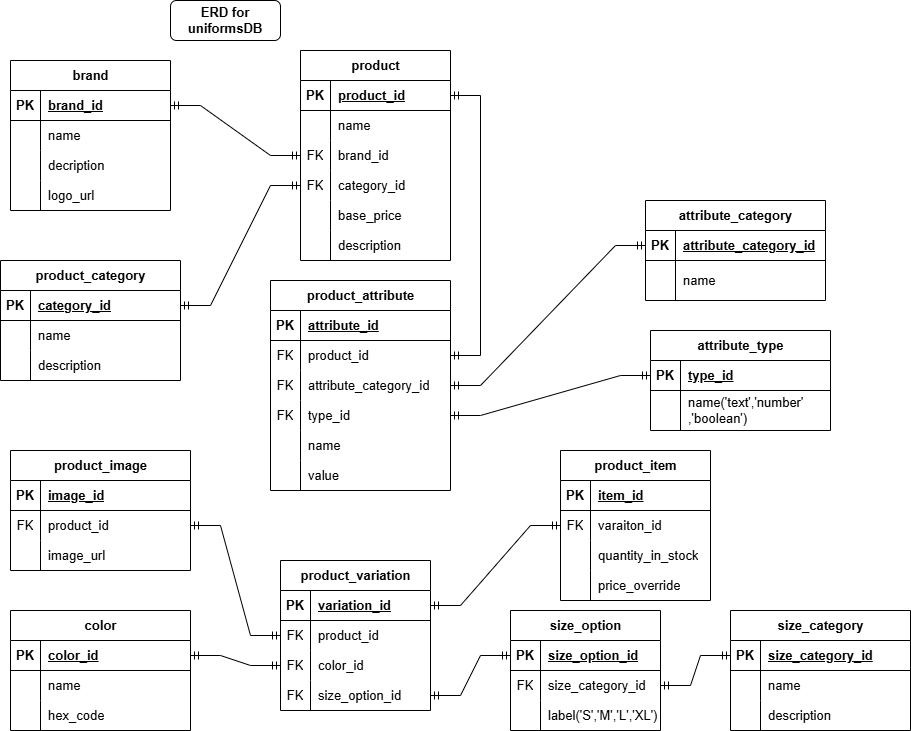 ERD for
uniformsDB
brand
PK brand_id
name
decription
logo_url
product
PK product_id
name
FK brand_id
FK category_id
base_price
description
product_category
PK category_id
name
description
product_attribute
PK attribute_id
FK product_id
FK attribute_category_id
FK type_id
name
value
attribute_category
PK attribute_category_id
name
attribute_type
PK type_id
name('text','number'
,'boolean')
product_image
PK image_id
FK product_id
image_url
product_item
PK item_id
FK varaiton_id
quantity_in_stock
price_override
product_variation
PK variation_id
FK product_id
FK color_id
FK size_option_id
color
PK color_id
name
hex_code
size_option
PK size_option_id
FK size_category_id
label('S','M','L','XL')
size_category
PK size_category_id
name
description